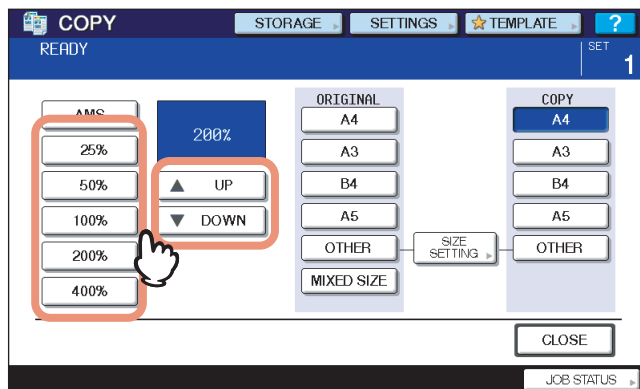 COPY
STORAGE
SETTINGS
TEMPLATE
?
READY
SET
1
AMS
25%
50%
100%
200%
400%
200%
▲ UP
▼ DOWN
ORIGINAL
A4
A3
B4
A5
OTHER
MIXED SIZE
SIZE
SETTING
COPY
A4
A3
B4
A5
OTHER
CLOSE
JOB STATUS